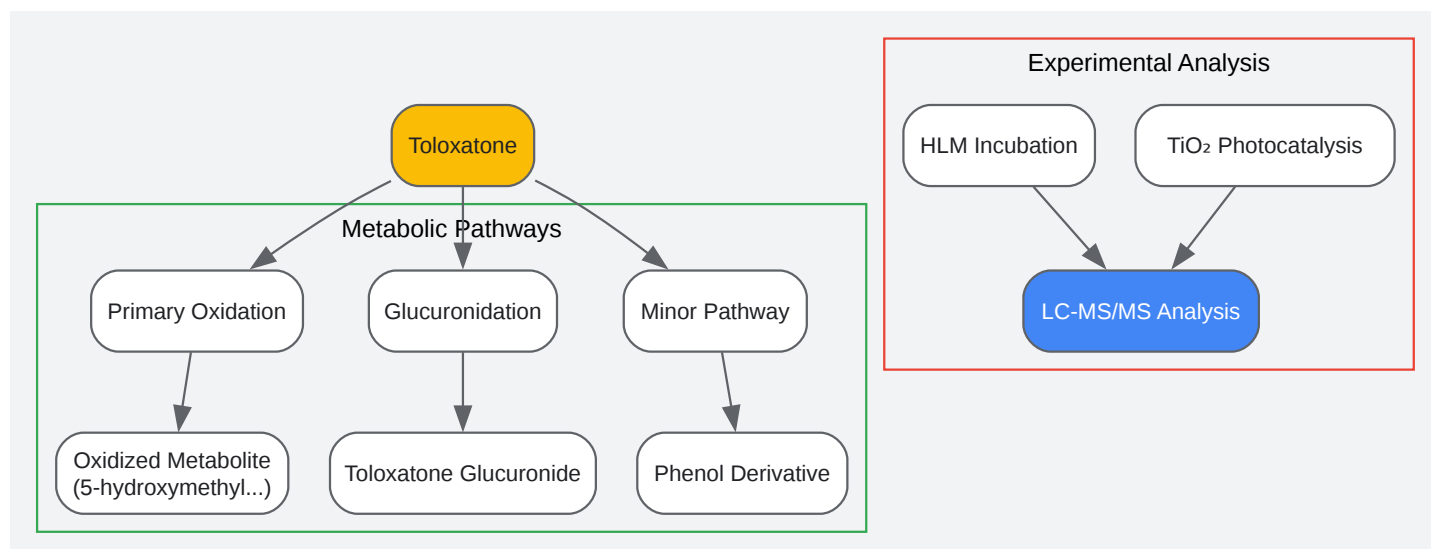 Experimental Analysis
Toloxatone
HLM Incubation
TiO₂ Photocatalysis
Metabolic Pathways
Primary Oxidation
Glucuronidation
Minor Pathway
LC-MS/MS Analysis
Oxidized Metabolite
(5-hydroxymethyl...)
Toloxatone Glucuronide
Phenol Derivative